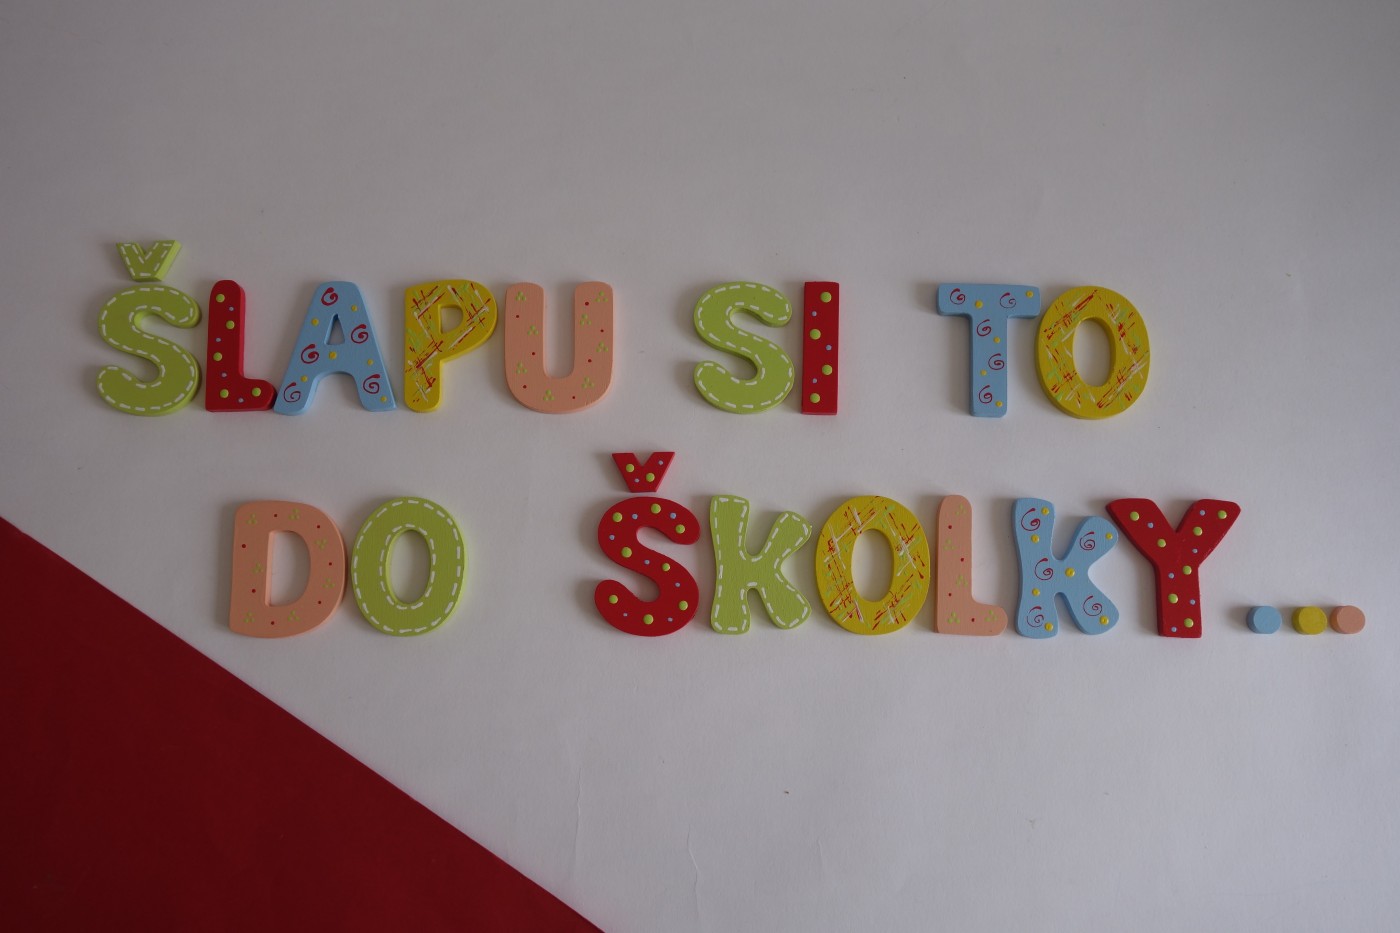 ŠLAPU SI TO
DO ŠKOLKY...